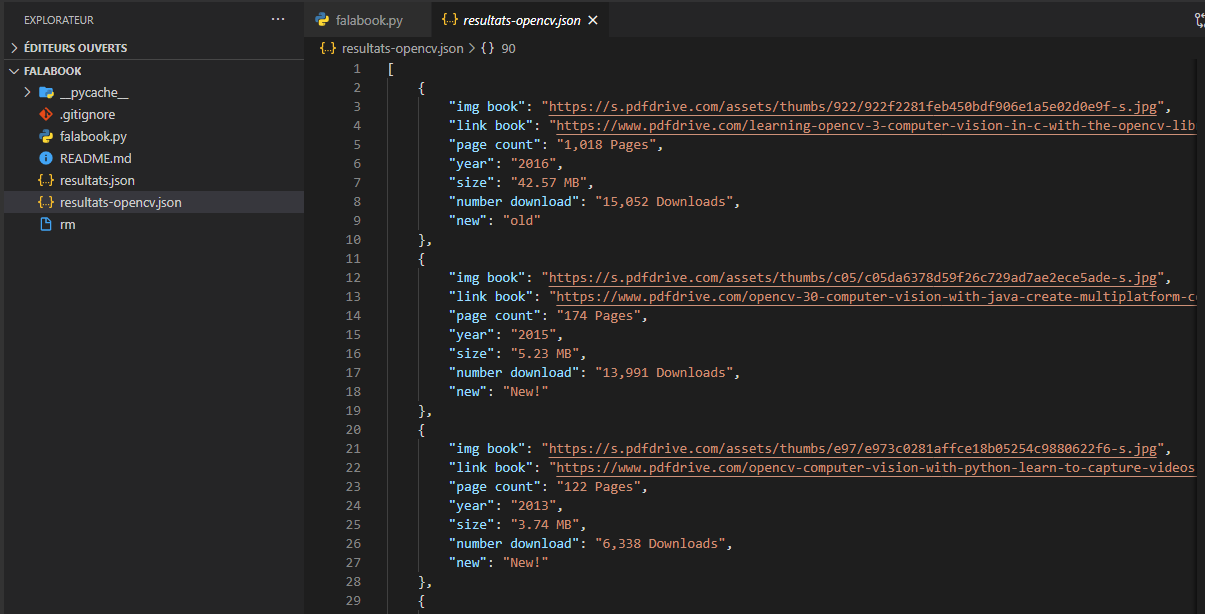 EXPLORATEUR
···
falabook.py
{..} resultats-opencv.json ×
ÉDITEURS OUVERTS
{..} resultats-opencv.json > {} 90
FALABOOK
__pycache__
.gitignore
falabook.py
README.md
{..} resultats.json
{..} resultats-opencv.json
rm
1 [
2 {
3 "img book": "https://s.pdfdrive.com/assets/thumbs/922/922f2281feb450bdf906e1a5e02d0e9f-s.jpg",
4 "link book": "https://www.pdfdrive.com/learning-opencv-3-computer-vision-in-c-with-the-opencv-lib
5 "page count": "1,018 Pages",
6 "year": "2016",
7 "size": "42.57 MB",
8 "number download": "15,052 Downloads",
9 "new": "old"
10 },
11 {
12 "img book": "https://s.pdfdrive.com/assets/thumbs/c05/c05da6378d59f26c729ad7ae2ece5ade-s.jpg",
13 "link book": "https://www.pdfdrive.com/opencv-30-computer-vision-with-java-create-multiplatform-c
14 "page count": "174 Pages",
15 "year": "2015",
16 "size": "5.23 MB",
17 "number download": "13,991 Downloads",
18 "new": "New!"
19 },
20 {
21 "img book": "https://s.pdfdrive.com/assets/thumbs/e97/e973c0281affce18b05254c9880622f6-s.jpg",
22 "link book": "https://www.pdfdrive.com/opencv-computer-vision-with-python-learn-to-capture-videos
23 "page count": "122 Pages",
24 "year": "2013",
25 "size": "3.74 MB",
26 "number download": "6,338 Downloads",
27 "new": "New!"
28 },
29 {